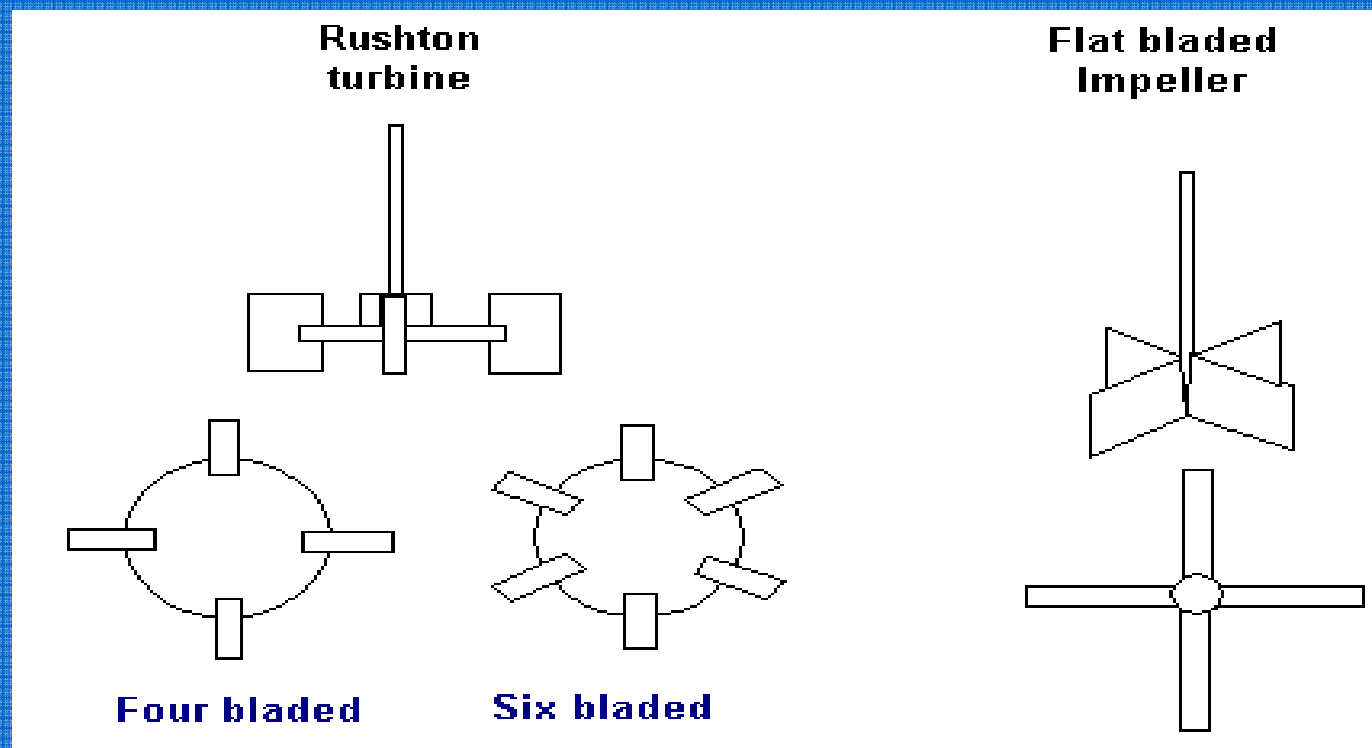 Rushton
turbine
Flat bladed
Impeller
Four bladed
Six bladed